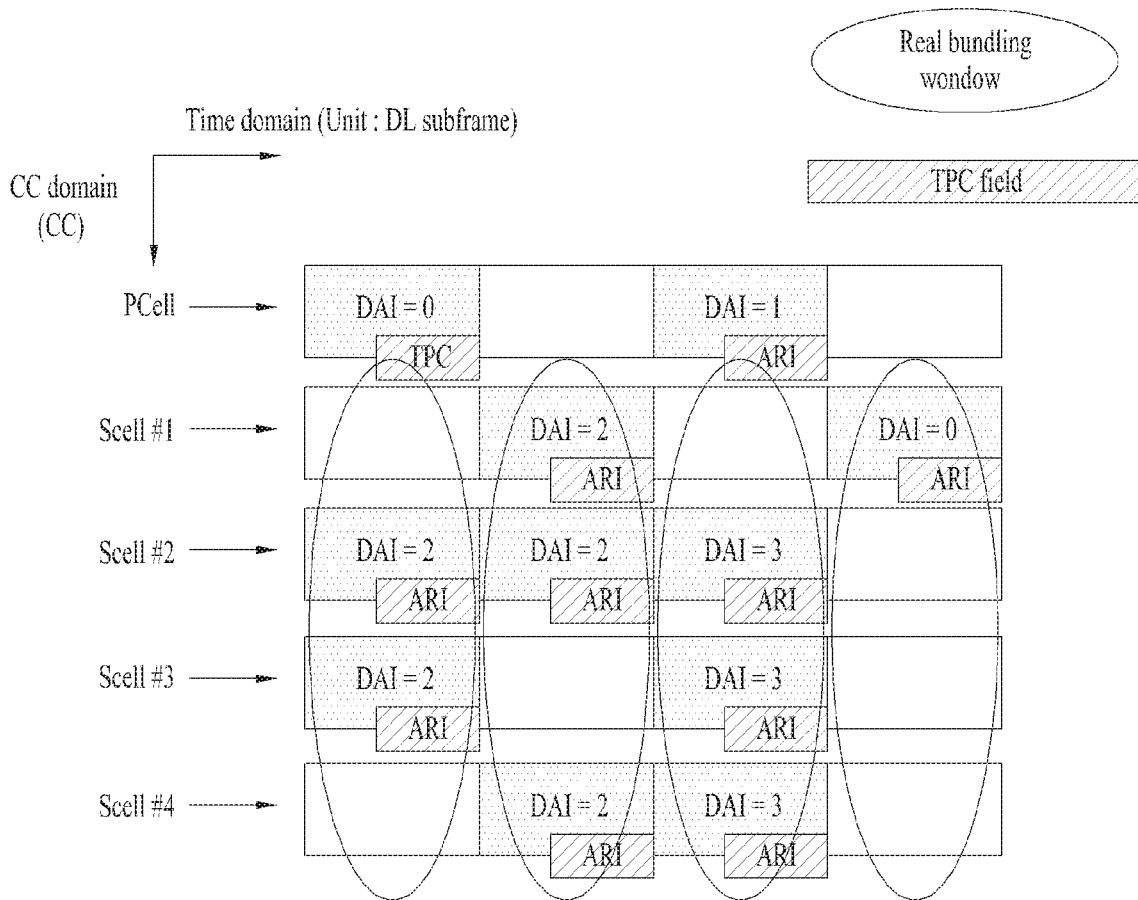 Real bundling
wondow
Time domain (Unit : DL subframe)
TPC field
CC domain
(CC)
PCell
DAI = 0
DAI = 1
TPC
ARI
Scell #1
DAI = 2
DAI = 0
ARI
ARI
Scell #2
DAI = 2
DAI = 2
DAI = 3
ARI
ARI
ARI
Scell #3
DAI = 2
DAI = 3
ARI
ARI
Scell #4
DAI = 2
DAI = 3
ARI
ARI